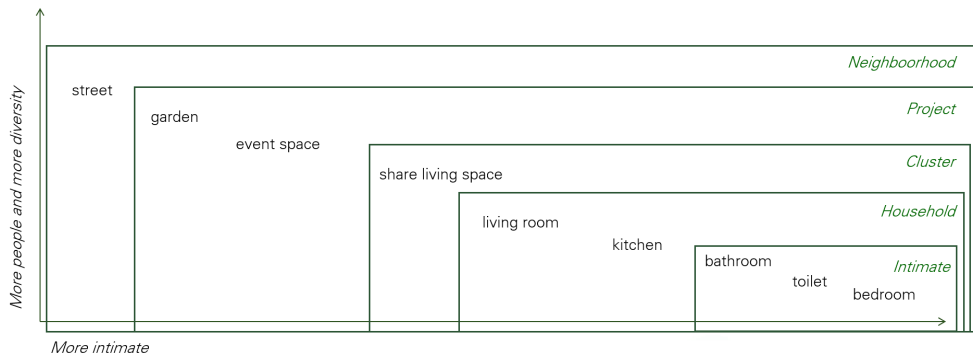 Neighboorhood
street
Project
garden
event space
Cluster
share living space
Household
living room
kitchen
Intimate
bathroom
toilet
bedroom
More people and more diversity
More intimate